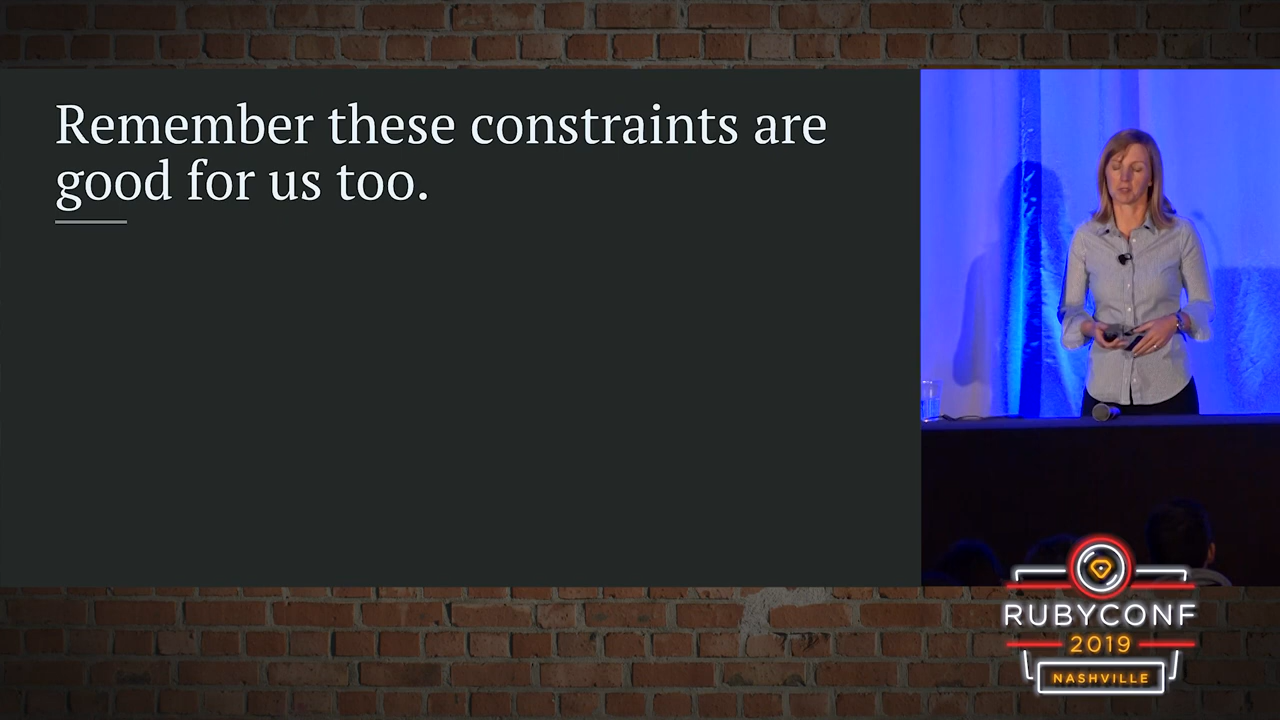 Remember these constraints are
good for us too.
RUBYCONF
2019
NASHVILLE